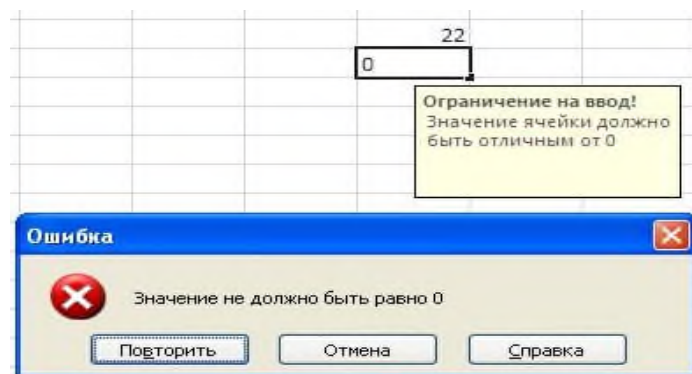 22
0
Ограничение на ввод!
Значение ячейки должно
быть отличным от 0
Ошибка
Значение не должно быть равно 0
Повторить
Отмена
Справка